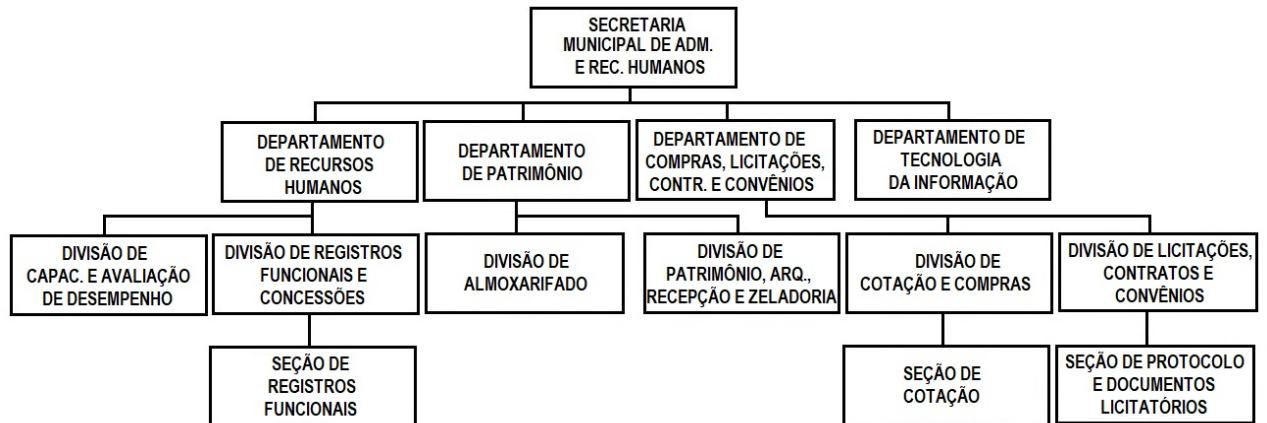 SECRETARIA
MUNICIPAL DE ADM.
E REC. HUMANOS
DEPARTAMENTO
DE RECURSOS
HUMANOS
DEPARTAMENTO
DE PATRIMÔNIO
DEPARTAMENTO DE
COMPRAS, LICITAÇÕES,
CONTR. E CONVÊNIOS
DEPARTAMENTO DE
TECNOLOGIA
DA INFORMAÇÃO
DIVISÃO DE
CAPAC. E AVALIAÇÃO
DE DESEMPENHO
DIVISÃO DE REGISTROS
FUNCIONAIS E
CONCESSÕES
DIVISÃO DE
ALMOXARIFADO
DIVISÃO DE
PATRIMÔNIO, ARQ.,
RECEPÇÃO E ZELADORIA
DIVISÃO DE
COTAÇÃO E COMPRAS
DIVISÃO DE LICITAÇÕES,
CONTRATOS E
CONVÊNIOS
SEÇÃO DE
REGISTROS
FUNCIONAIS
SEÇÃO DE
COTAÇÃO
SEÇÃO DE PROTOCOLO
E DOCUMENTOS
LICITATÓRIOS